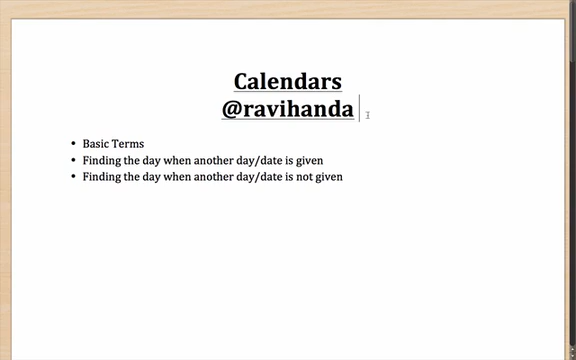 Calendars
@ravihanda
• Basic Terms
• Finding the day when another day/date is given
• Finding the day when another day/date is not given